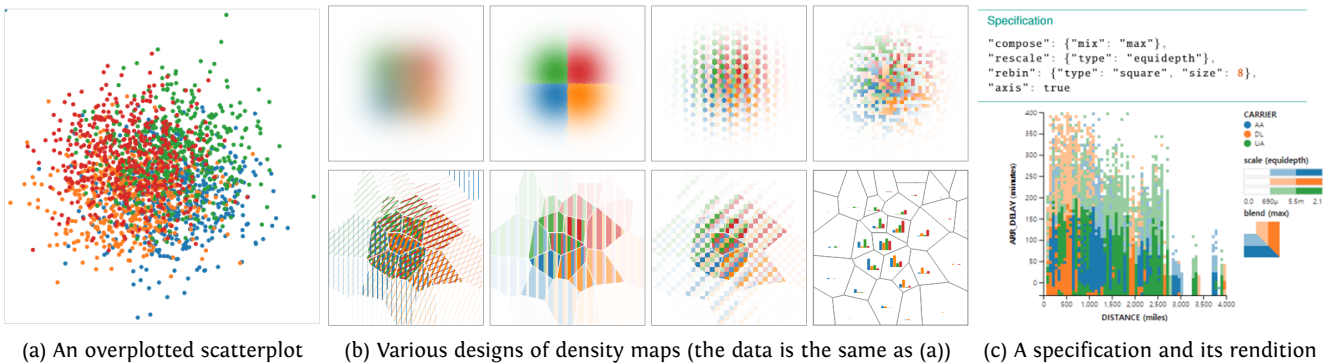 Specification
"compose": {"mix": "max"},
"rescale": {"type": "equidepth"},
"rebin": {"type": "square", "size": 8},
"axis": true
400
350
300
250
200
150
100
50
0
ARR_DELAY (minutes)
0 500 1,000 1,500 2,000 2,500 3,000 3,500 4,000
DISTANCE (miles)
CARRIER
AA
DL
UA
scale (equidepth)
0.0 690μ 5.5m 2.1
blend (max)
(a) An overplotted scatterplot
(b) Various designs of density maps (the data is the same as (a))
(c) A specification and its rendition